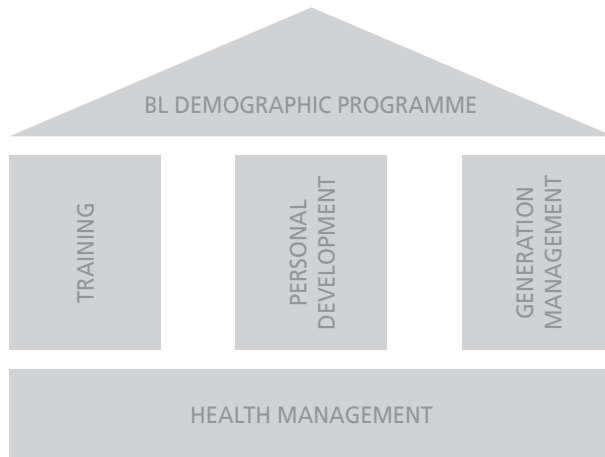 BL DEMOGRAPHIC PROGRAMME
TRAINING
PERSONAL
DEVELOPMENT
GENERATION
MANAGEMENT
HEALTH MANAGEMENT